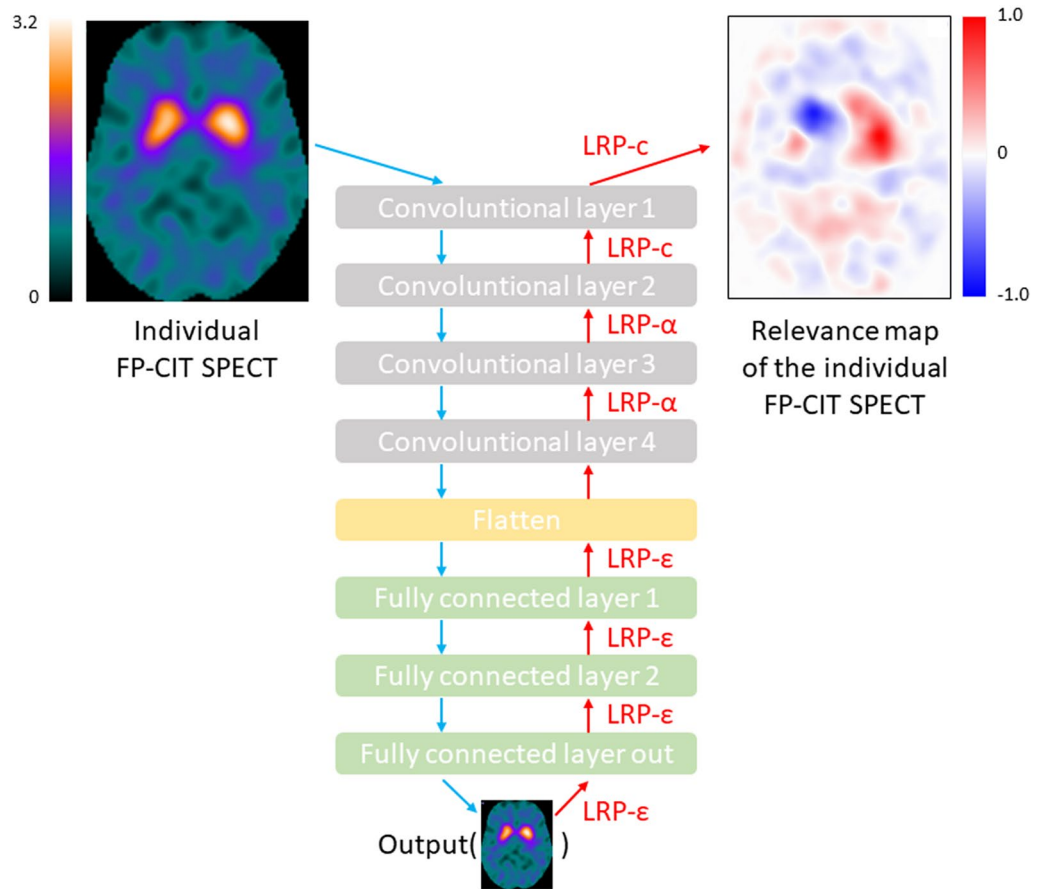 3.2
0
Individual
FP-CIT SPECT
1.0
0
-1.0
Relevance map
of the individual
FP-CIT SPECT
LRP-c
Convoluntional layer 1
LRP-c
Convoluntional layer 2
LRP-α
Convoluntional layer 3
LRP-α
Convoluntional layer 4
Flatten
LRP-ε
Fully connected layer 1
LRP-ε
Fully connected layer 2
LRP-ε
Fully connected layer out
LRP-ε
Output( )